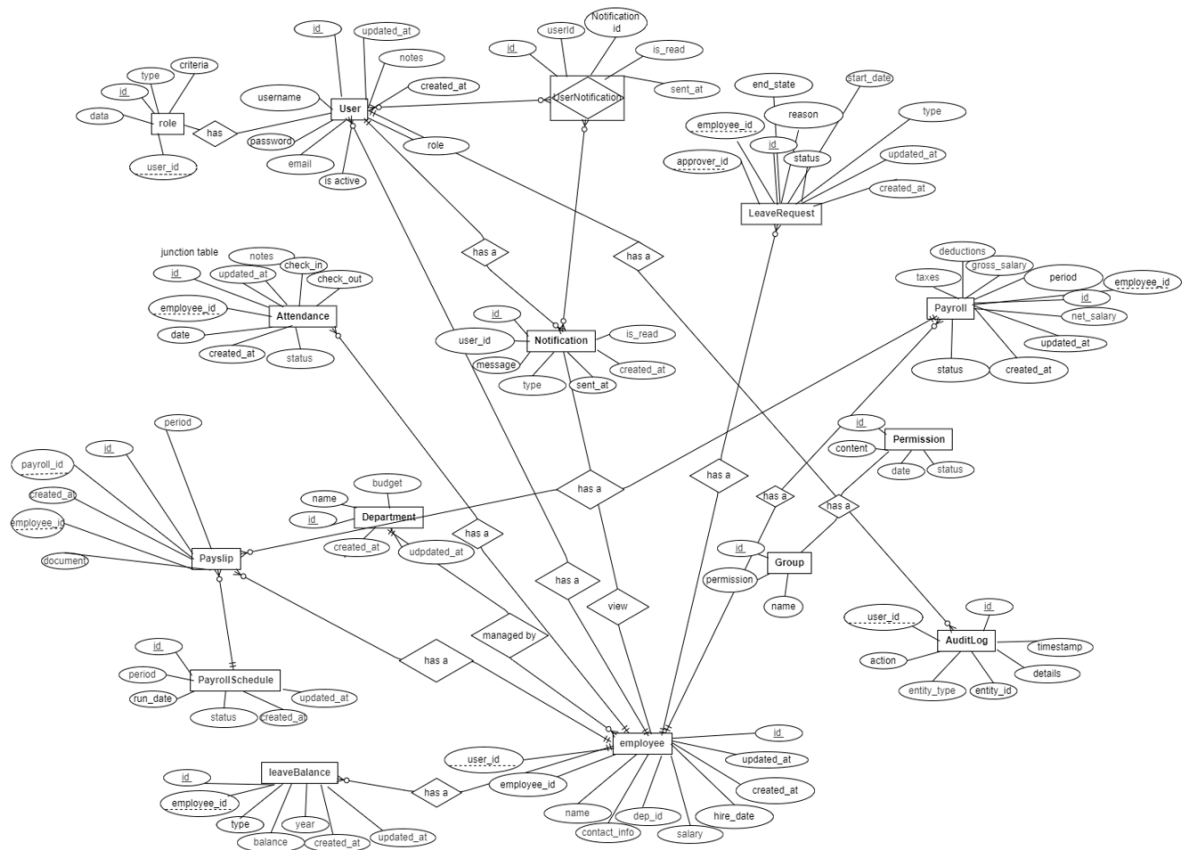 id
updated_at
notes
created_at
username
User
password
email
is active
role
type
criteria
id
data
role
user_id
has
userId
Notification
id
id
is_read
sent_at
UserNotification
end_state
start_date
reason
employee_id
id
status
type
approver_id
updated_at
created_at
LeaveRequest
has a
has a
junction table
notes
id
updated_at
check_in
check_out
employee_id
Attendance
date
created_at
status
id
is_read
user_id
Notification
message
created_at
type
sent_at
deductions
gross_salary
taxes
period
employee_id
id
Payroll
net_salary
updated_at
status
created_at
period
id
payroll_id
created_at
employee_id
document
Payslip
budget
name
id
Department
created_at
udpdated_at
id
Permission
content
date
status
has a
has a
has a
has a
has a
id
Group
permission
name
has a
view
managed by
has a
id
user_id
AuditLog
timestamp
action
details
entity_type
entity_id
id
period
PayrollSchedule
run_date
updated_at
status
created_at
id
leaveBalance
employee_id
type
year
balance
created_at
updated_at
has a
id
employee
user_id
updated_at
employee_id
created_at
name
dep_id
hire_date
contact_info
salary